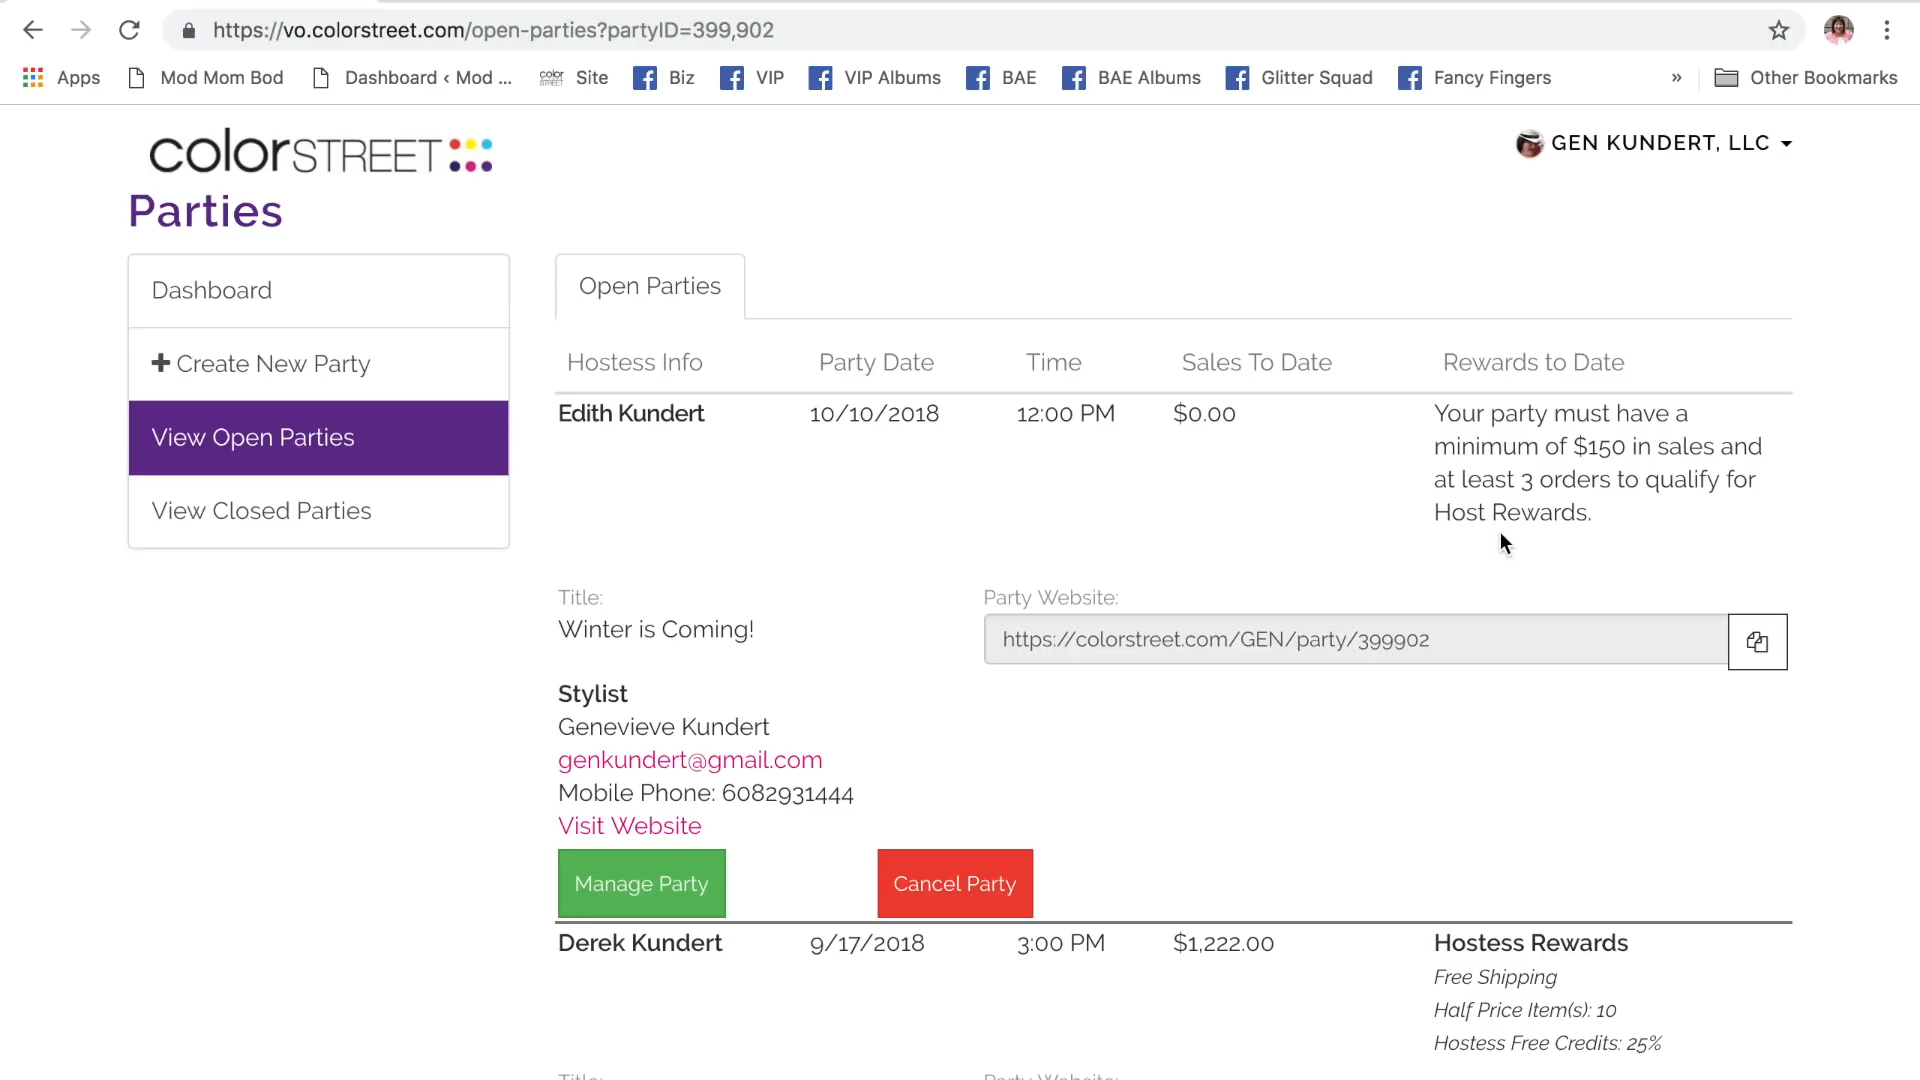 https://vo.colorstreet.com/open-parties?partyID=399,902
Apps Mod Mom Bod Dashboard ‹ Mod ... color STREET Site Biz VIP VIP Albums BAE BAE Albums Glitter Squad Fancy Fingers » Other Bookmarks
colorSTREET
GEN KUNDERT, LLC
Parties
Dashboard
Create New Party
View Open Parties
View Closed Parties
Open Parties
Hostess Info Party Date Time Sales To Date Rewards to Date
Edith Kundert 10/10/2018 12:00 PM $0.00 Your party must have a
minimum of $150 in sales and
at least 3 orders to qualify for
Host Rewards.
Title:
Winter is Coming!
Party Website:
https://colorstreet.com/GEN/party/399902
Stylist
Genevieve Kundert
genkundert@gmail.com
Mobile Phone: 6082931444
Visit Website
Manage Party Cancel Party
Derek Kundert 9/17/2018 3:00 PM $1,222.00 Hostess Rewards
Free Shipping
Half Price Item(s): 10
Hostess Free Credits: 25%
Title: Party Website: